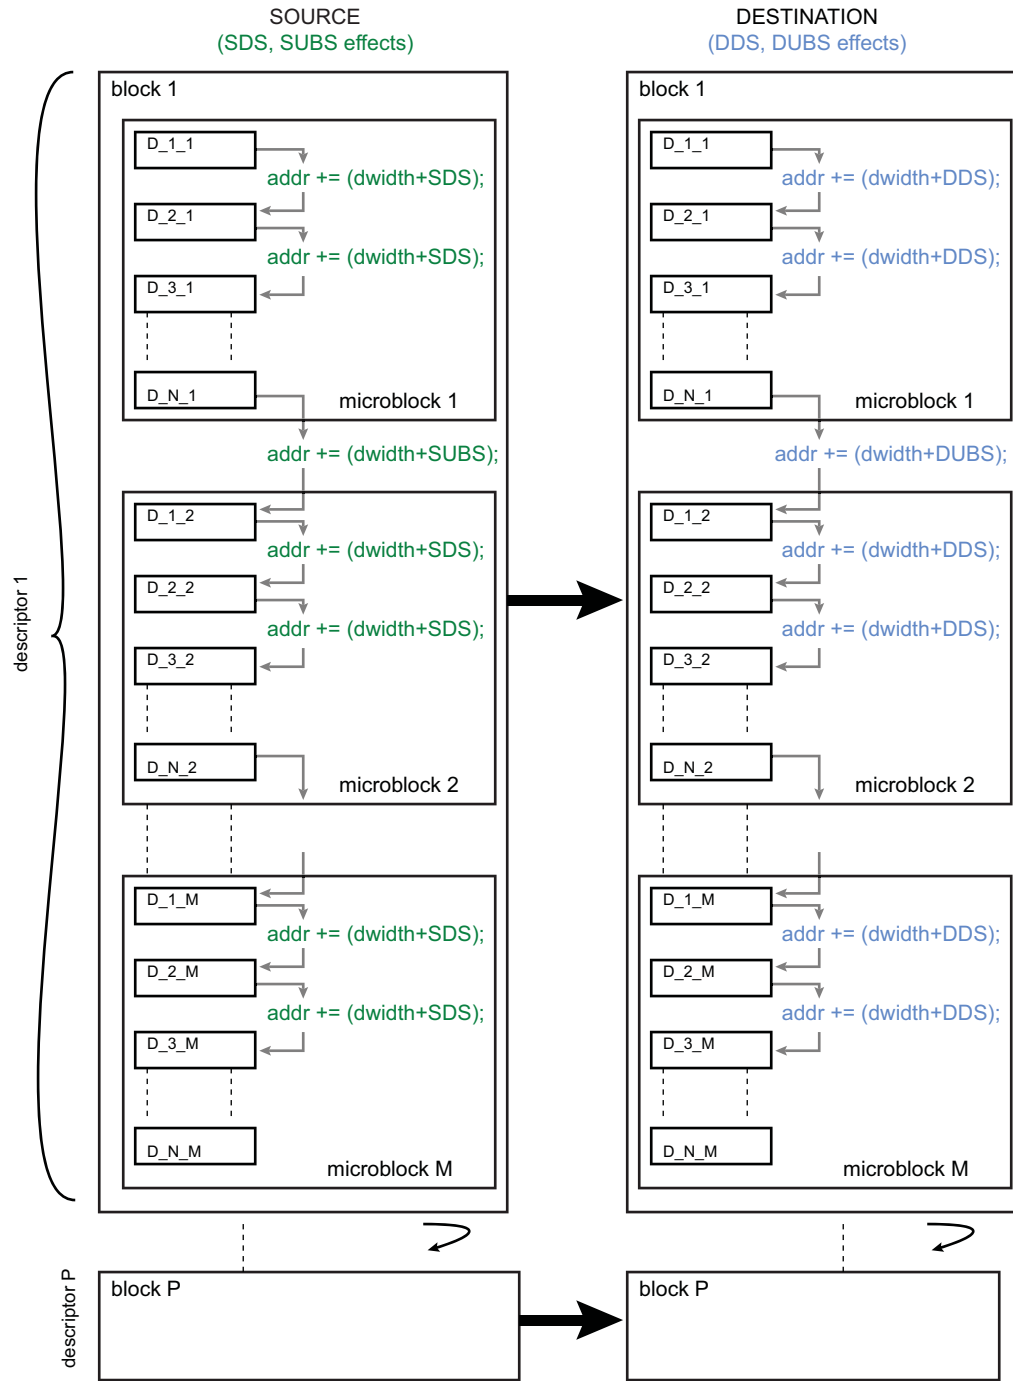 SOURCE
(SDS, SUBS effects)
block 1
D_1_1
addr += (dwidth+SDS);
D_2_1
addr += (dwidth+SDS);
D_3_1
D_N_1
microblock 1
addr += (dwidth+SUBS);
D_1_2
addr += (dwidth+SDS);
D_2_2
addr += (dwidth+SDS);
D_3_2
D_N_2
microblock 2
D_1_M
addr += (dwidth+SDS);
D_2_M
addr += (dwidth+SDS);
D_3_M
D_N_M
microblock M
descriptor 1
block P
descriptor P
DESTINATION
(DDS, DUBS effects)
block 1
D_1_1
addr += (dwidth+DDS);
D_2_1
addr += (dwidth+DDS);
D_3_1
D_N_1
microblock 1
addr += (dwidth+DUBS);
D_1_2
addr += (dwidth+DDS);
D_2_2
addr += (dwidth+DDS);
D_3_2
D_N_2
microblock 2
D_1_M
addr += (dwidth+DDS);
D_2_M
addr += (dwidth+DDS);
D_3_M
D_N_M
microblock M
block P